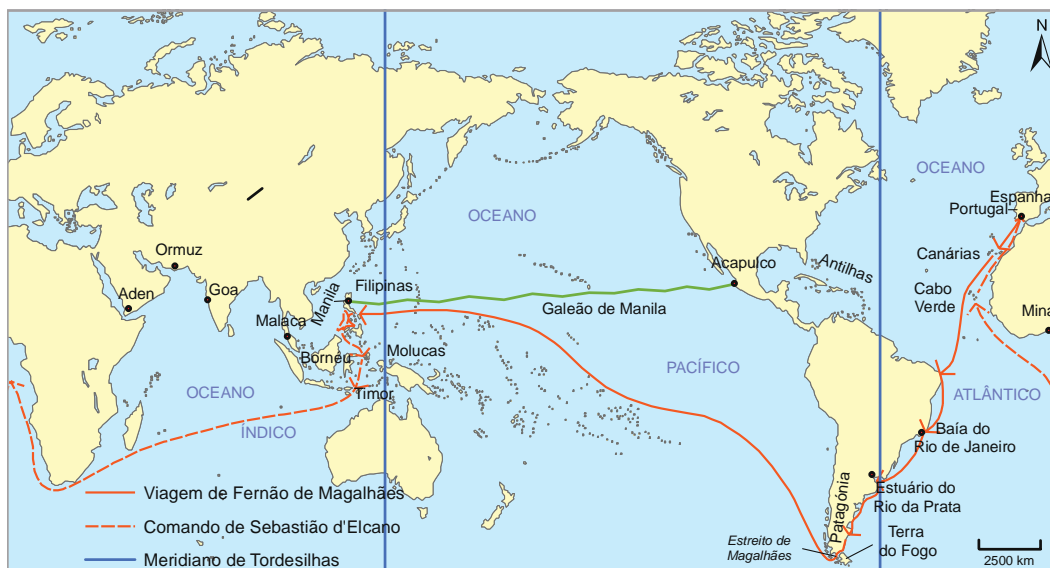 N
OCEANO
Espanha
Portugal
OCEANO
Ormuz
Canárias
Acapulco
Antilhas
Aden
Goa
Manila
Filipinas
Galeão de Manila
Cabo
Verde
Mina
Malaca
Bornéu
Molucas
PACÍFICO
OCEANO
Timor
ATLÂNTICO
ÍNDICO
Baía do
Rio de Janeiro
Viagem de Fernão de Magalhães
Patagónia
Estuário do
Rio da Prata
Comando de Sebastião d'Elcano
Estreito de
Magalhães
Terra
do Fogo
Meridiano de Tordesilhas
2500 km